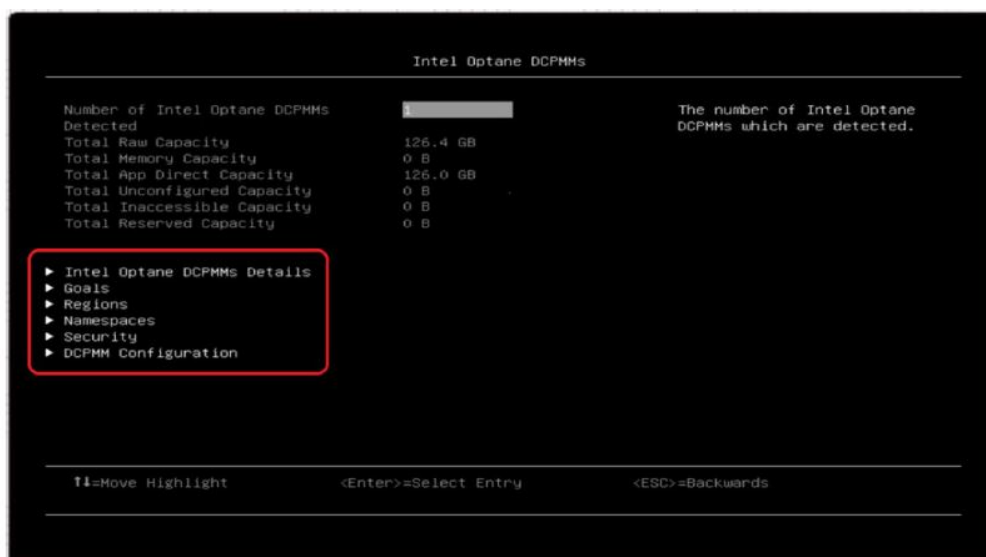 Intel Optane DCPMMs
Number of Intel Optane DCPMMs Detected 1
Total Raw Capacity 126.4 GB
Total Memory Capacity 0 B
Total App Direct Capacity 126.0 GB
Total Unconfigured Capacity 0 B
Total Inaccessible Capacity 0 B
Total Reserved Capacity 0 B
The number of Intel Optane
DCPMMs which are detected.
▶ Intel Optane DCPMMs Details
▶ Goals
▶ Regions
▶ Namespaces
▶ Security
▶ DCPMM Configuration
↑↓=Move Highlight <Enter>=Select Entry <ESC>=Backwards